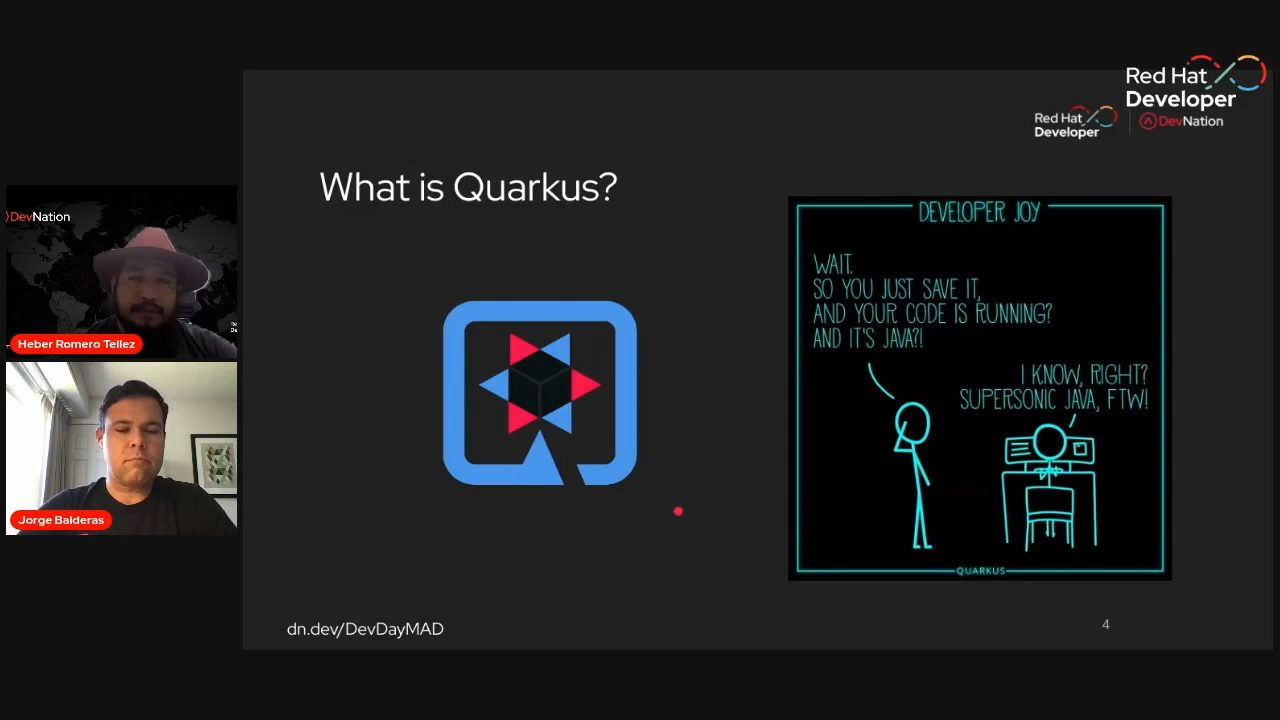 Red Hat
Developer
Red Hat
Developer
DevNation
What is Quarkus?
DevNation
Heber Romero Tellez
Jorge Balderas
DEVELOPER JOY
WAIT.
SO YOU JUST SAVE IT,
AND YOUR CODE IS RUNNING?
AND IT'S JAVA?!
I KNOW, RIGHT?
SUPERSONIC JAVA, FTW!
QUARKUS
dn.dev/DevDayMAD
4